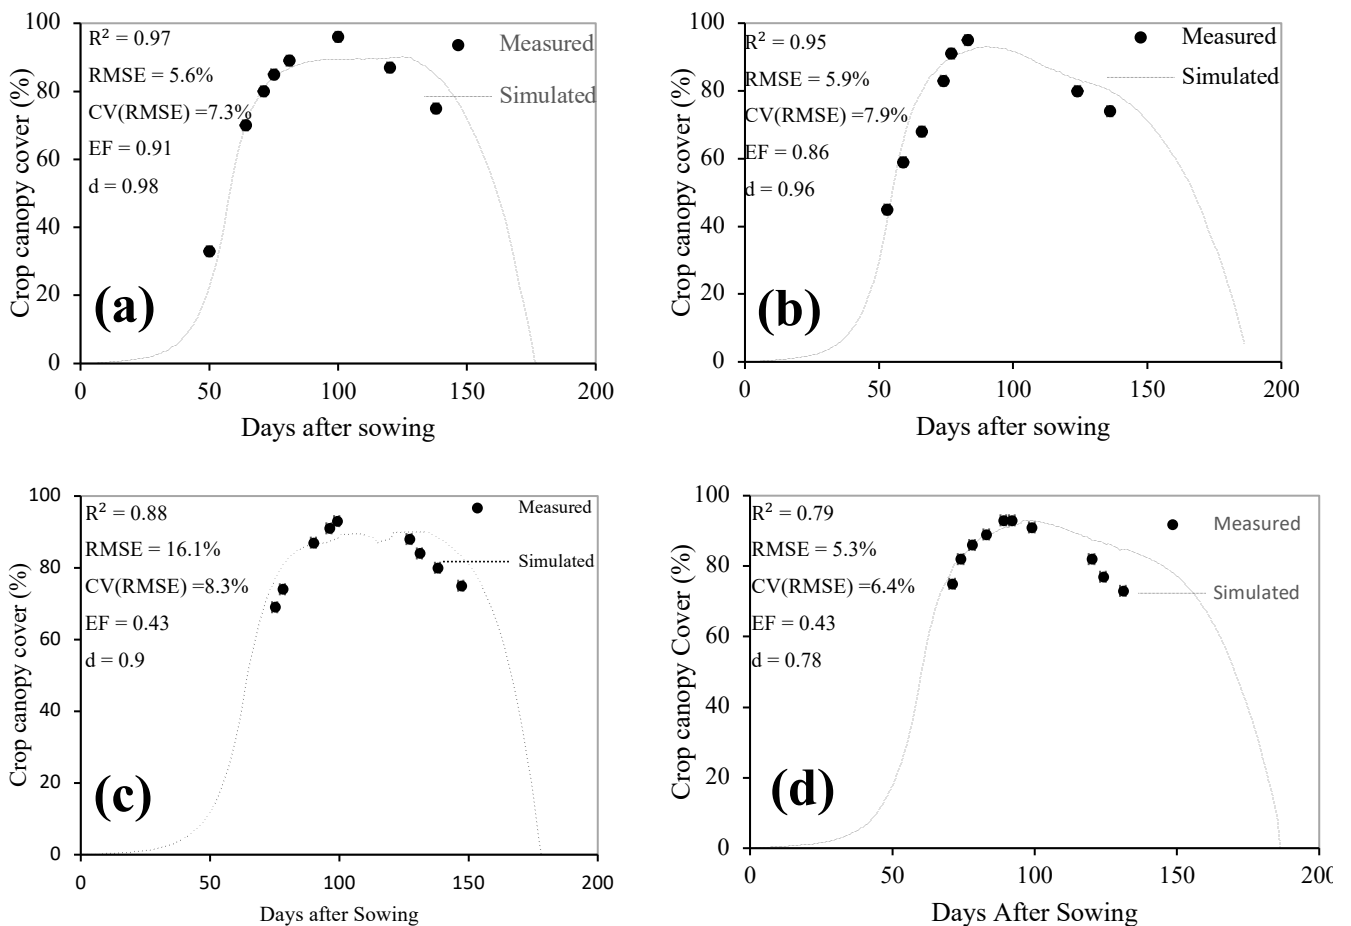 100
80
60
40
20
0
0 50 100 150 200
Crop canopy cover (%)
Days after sowing
R² = 0.97
RMSE = 5.6%
CV(RMSE) =7.3%
EF = 0.91
d = 0.98
Measured
Simulated
(a)
100
80
60
40
20
0
0 50 100 150 200
Crop canopy cover (%)
Days after sowing
R² = 0.95
RMSE = 5.9%
CV(RMSE) =7.9%
EF = 0.86
d = 0.96
Measured
Simulated
(b)
100
80
60
40
20
0
0 50 100 150 200
Crop canopy cover (%)
Days after Sowing
R² = 0.88
RMSE = 16.1%
CV(RMSE) =8.3%
EF = 0.43
d = 0.9
Measured
Simulated
(c)
100
80
60
40
20
0
0 50 100 150 200
Crop canopy Cover (%)
Days After Sowing
R² = 0.79
RMSE = 5.3%
CV(RMSE) =6.4%
EF = 0.43
d = 0.78
Measured
Simulated
(d)